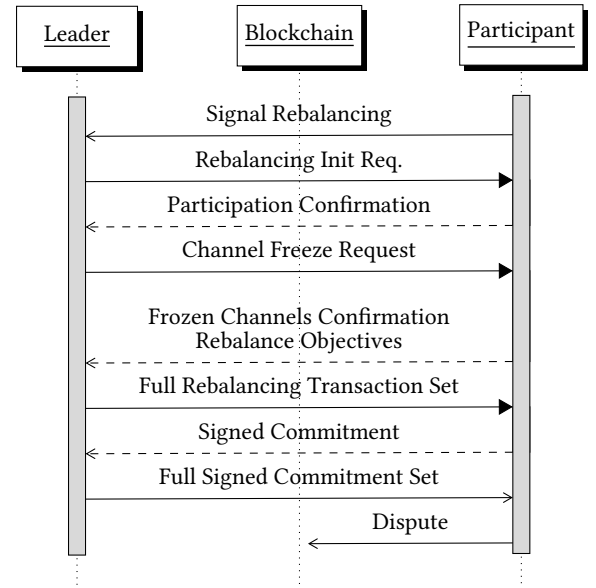 Leader
Blockchain
Participant
Signal Rebalancing
Rebalancing Init Req.
Participation Confirmation
Channel Freeze Request
Frozen Channels Confirmation
Rebalance Objectives
Full Rebalancing Transaction Set
Signed Commitment
Full Signed Commitment Set
Dispute